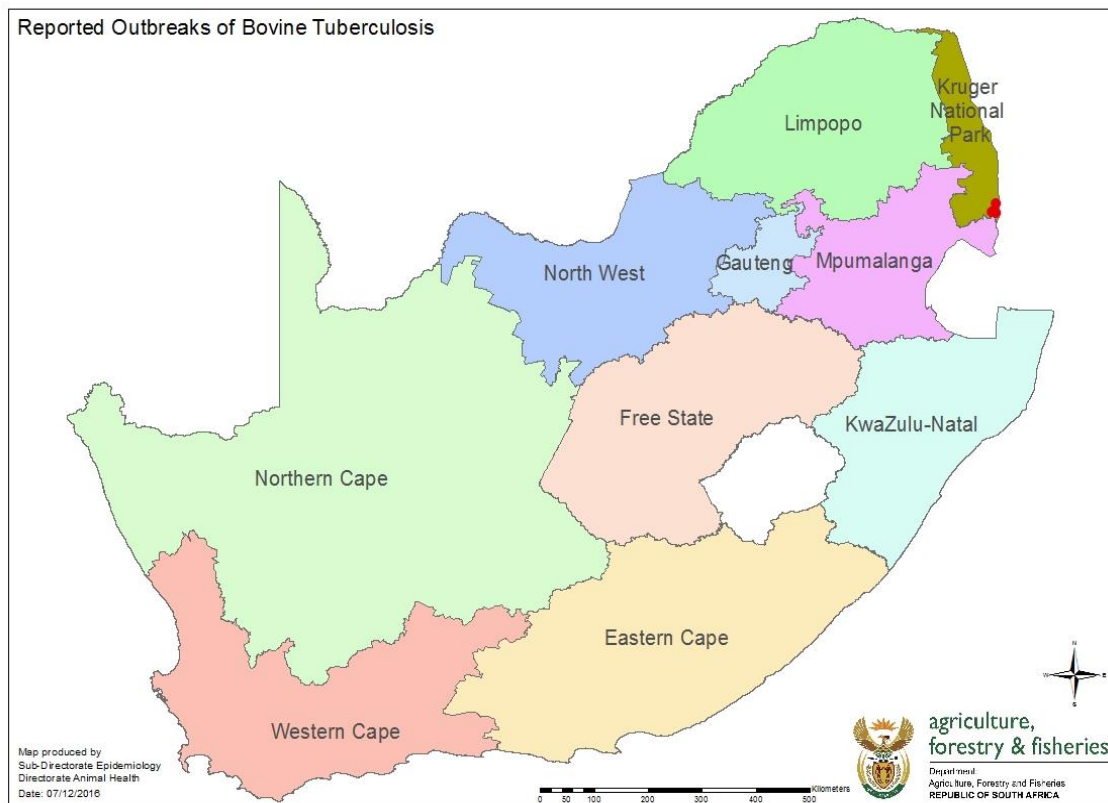 Reported Outbreaks of Bovine Tuberculosis
Kruger
National
Park
Limpopo
North West
Gauteng
Mpumalanga
Free State
KwaZulu-Natal
Northern Cape
Eastern Cape
Western Cape
N
W
E
S
Map produced by
Sub-Directorate Epidemiology
Directorate Animal Health
Date: 07/12/2016
Kilometers
0 50 100 200 300 400 500
agriculture,
forestry & fisheries
Department:
Agriculture, Forestry and Fisheries
REPUBLIC OF SOUTH AFRICA